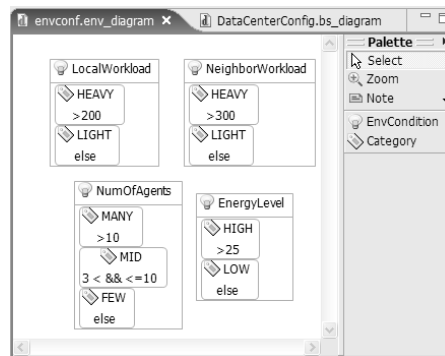 envconf.env_diagram
DataCenterConfig.bs_diagram
LocalWorkload
HEAVY
>200
LIGHT
else
NeighborWorkload
HEAVY
>300
LIGHT
else
NumOfAgents
MANY
>10
MID
3 < && <=10
FEW
else
EnergyLevel
HIGH
>25
LOW
else
Palette
Select
Zoom
Note
EnvCondition
Category